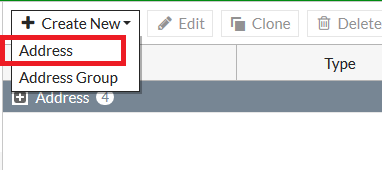 Create New Edit Clone Delete
Address
Address Group
Type
Address 4